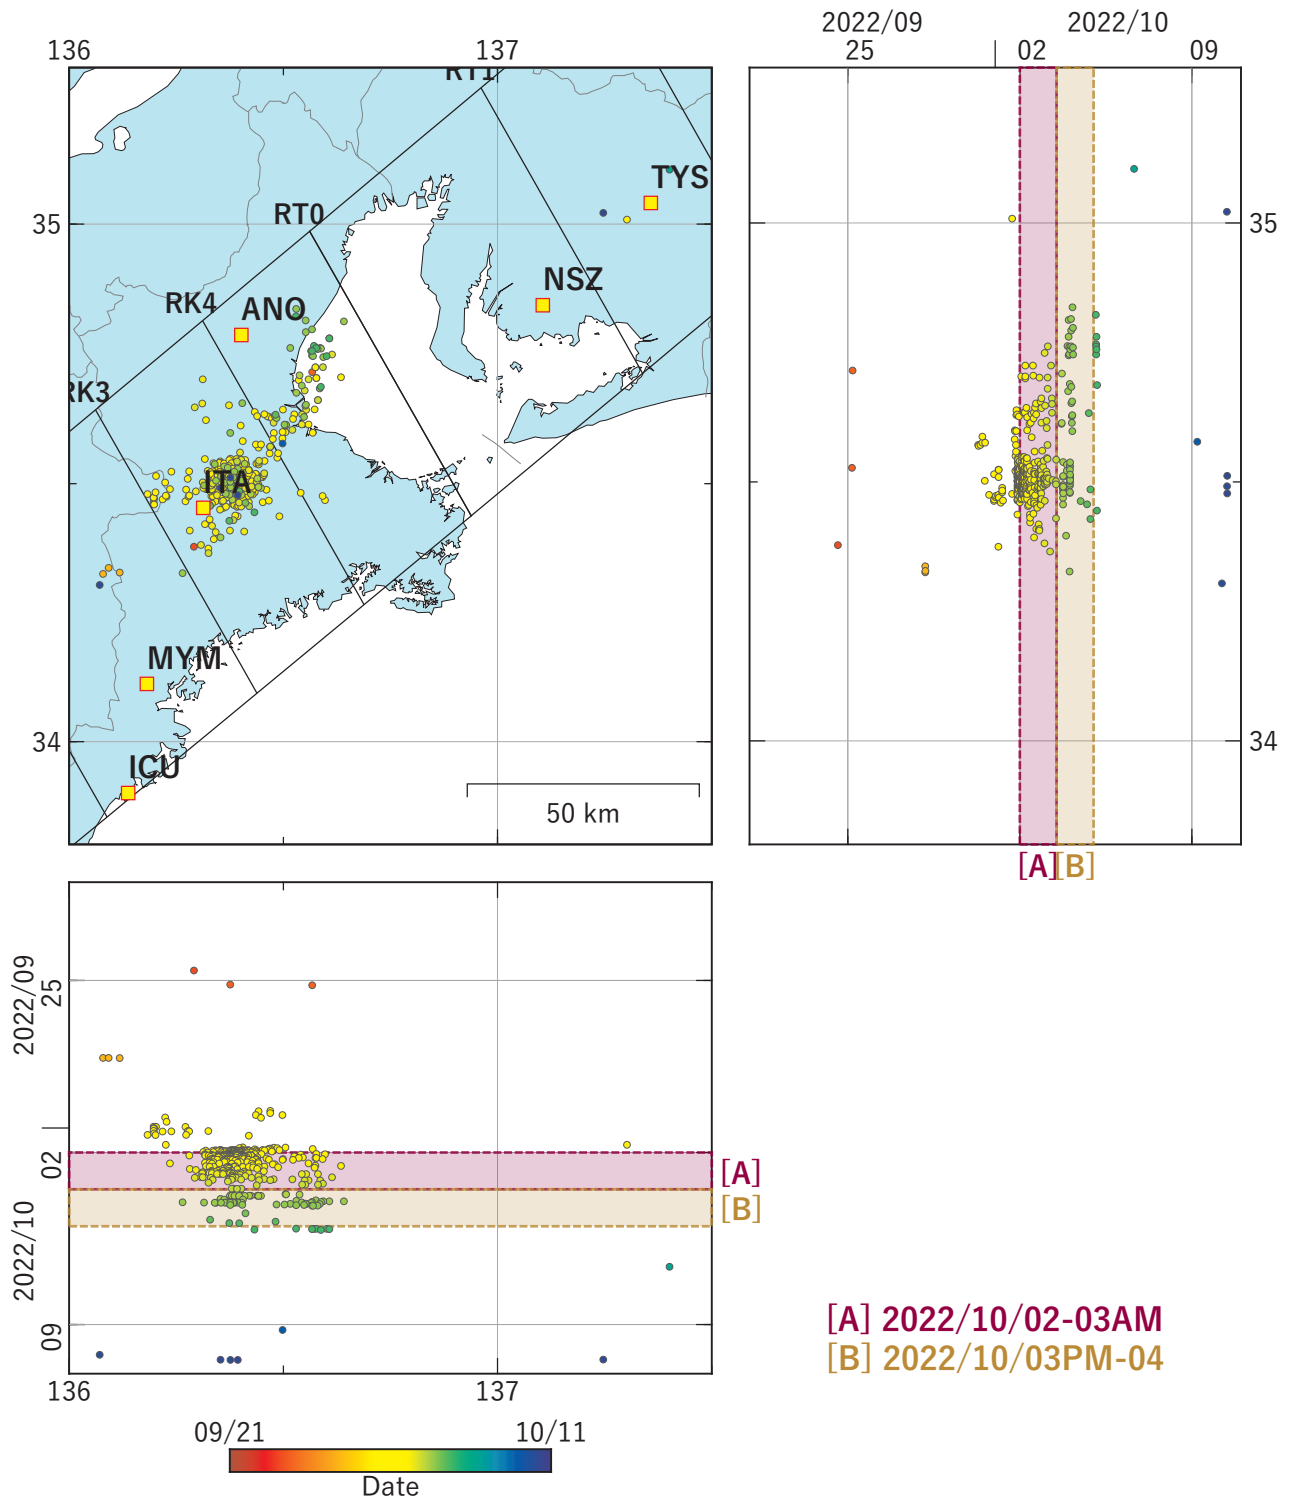 2022/09 2022/10
136 137 25 02 09
RT1
TYS
35 RT0 35
NSZ
RK4 ANO
RK3
ITA
MYM
34 34
ICU
50 km
[A] [B]
2022/09 25
02
2022/10 09
[A]
[B]
136 137
[A] 2022/10/02-03AM
[B] 2022/10/03PM-04
09/21 10/11
Date